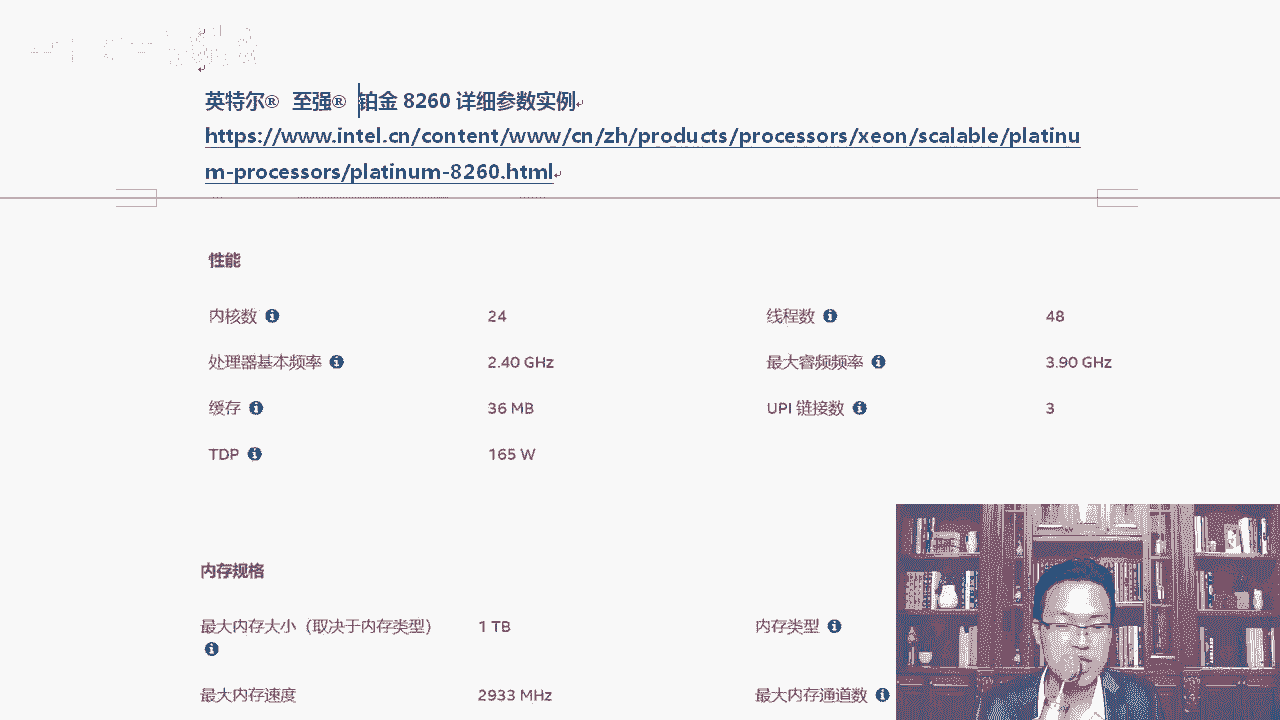 英特尔® 至强® 铂金 8260 详细参数实例
https://www.intel.cn/content/www/cn/zh/products/processors/xeon/scalable/platinu
m-processors/platinum-8260.html
性能
内核数 24 线程数 48
处理器基本频率 2.40 GHz 最大睿频频率 3.90 GHz
缓存 36 MB UPI 链接数 3
TDP 165 W
内存规格
最大内存大小（取决于内存类型） 1 TB 内存类型
最大内存速度 2933 MHz 最大内存通道数